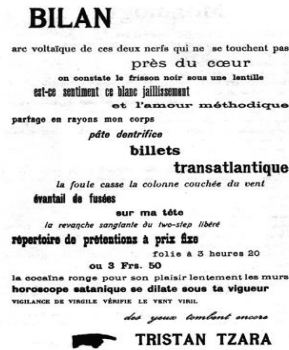 BILAN
arc voltaïque de ces deux nerfs qui ne se touchent pas
près du cœur
on constate le frisson noir sous une lentille
est-ce sentiment ce blanc jaillissement
et l'amour méthodique
partage en rayons mon corps
pâte dentifrice
billets
transatlantique
la foule casse la colonne couchée du vent
éventail de fusées
sur ma tête
la revanche sanglante du two-step libéré
répertoire de prétentions à prix fixe
folie à 3 heures 20
ou 3 Frs. 50
la cocaïne ronge pour son plaisir lentement les murs
horoscope satanique se dilate sous ta vigueur
VIGILANCE DE VIRGILE VÉRIFIE LE VENT VIRIL
des yeux tombent encore
TRISTAN TZARA